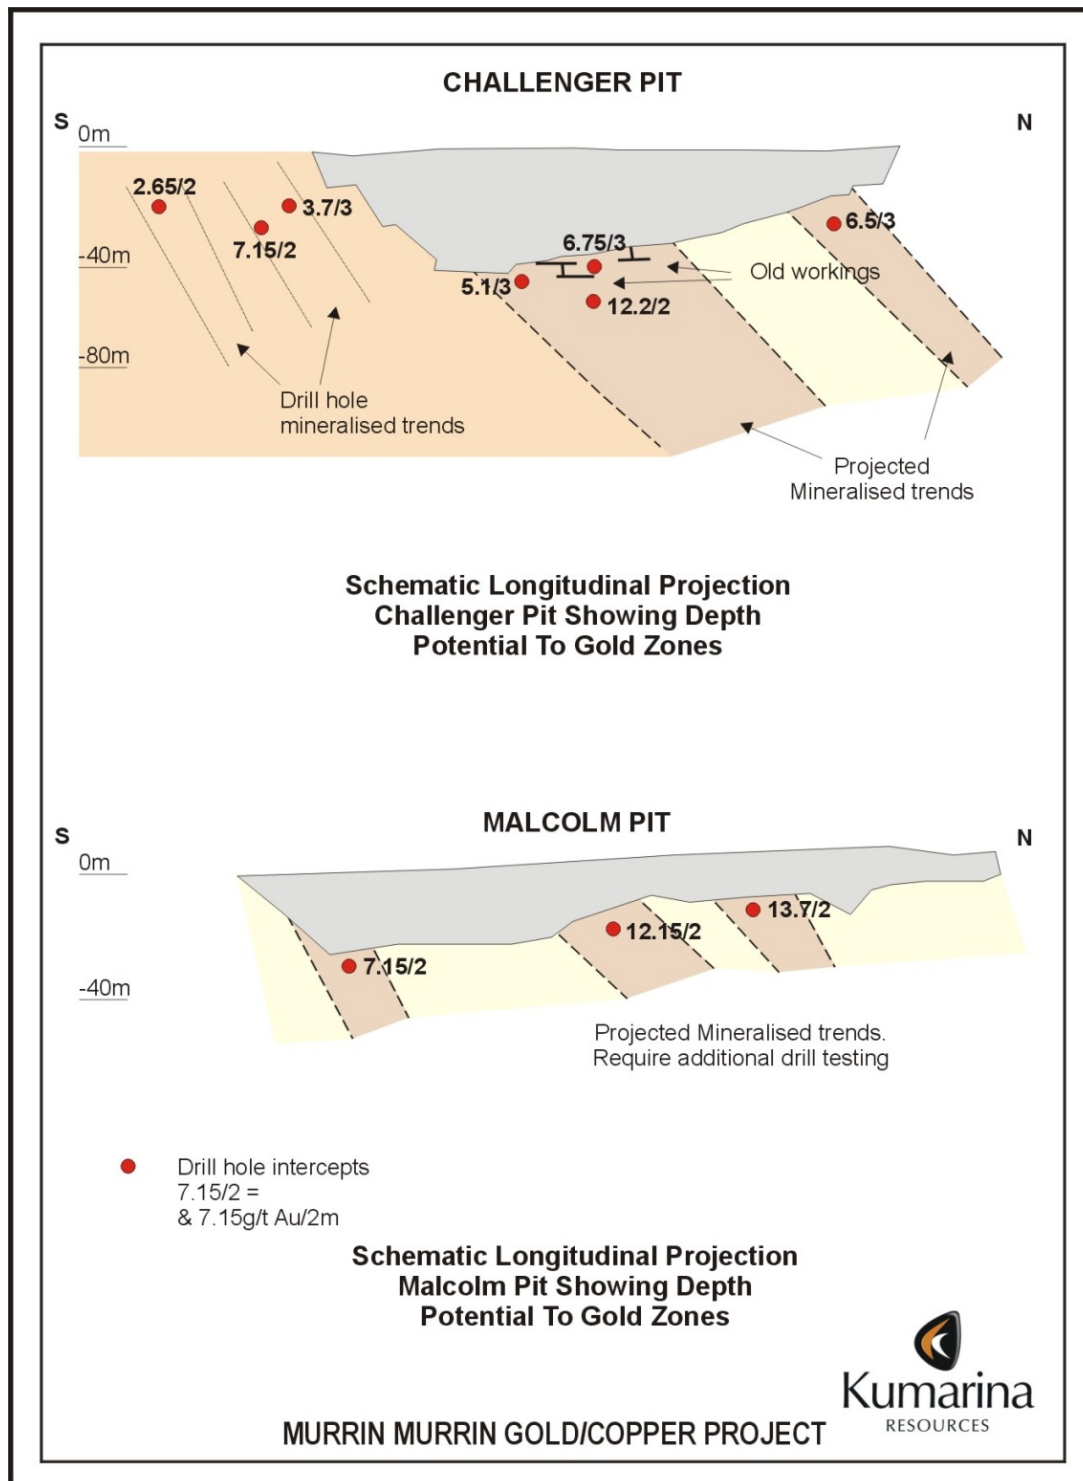 CHALLENGER PIT
S
N
0m
2.65/2
3.7/3
6.5/3
7.15/2
6.75/3
-40m
Old workings
5.1/3
12.2/2
-80m
Drill hole
mineralised trends
Projected
Mineralised trends
Schematic Longitudinal Projection
Challenger Pit Showing Depth
Potential To Gold Zones
MALCOLM PIT
S
N
0m
13.7/2
12.15/2
7.15/2
-40m
Projected Mineralised trends.
Require additional drill testing
Drill hole intercepts
7.15/2 =
& 7.15g/t Au/2m
Schematic Longitudinal Projection
Malcolm Pit Showing Depth
Potential To Gold Zones
Kumarina
RESOURCES
MURRIN MURRIN GOLD/COPPER PROJECT